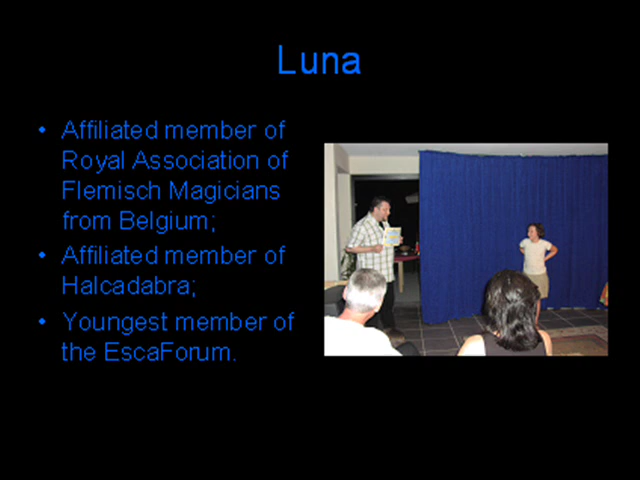 Luna
• Affiliated member of
Royal Association of
Flemisch Magicians
from Belgium;
• Affiliated member of
Halcadabra;
• Youngest member of
the EscaForum.